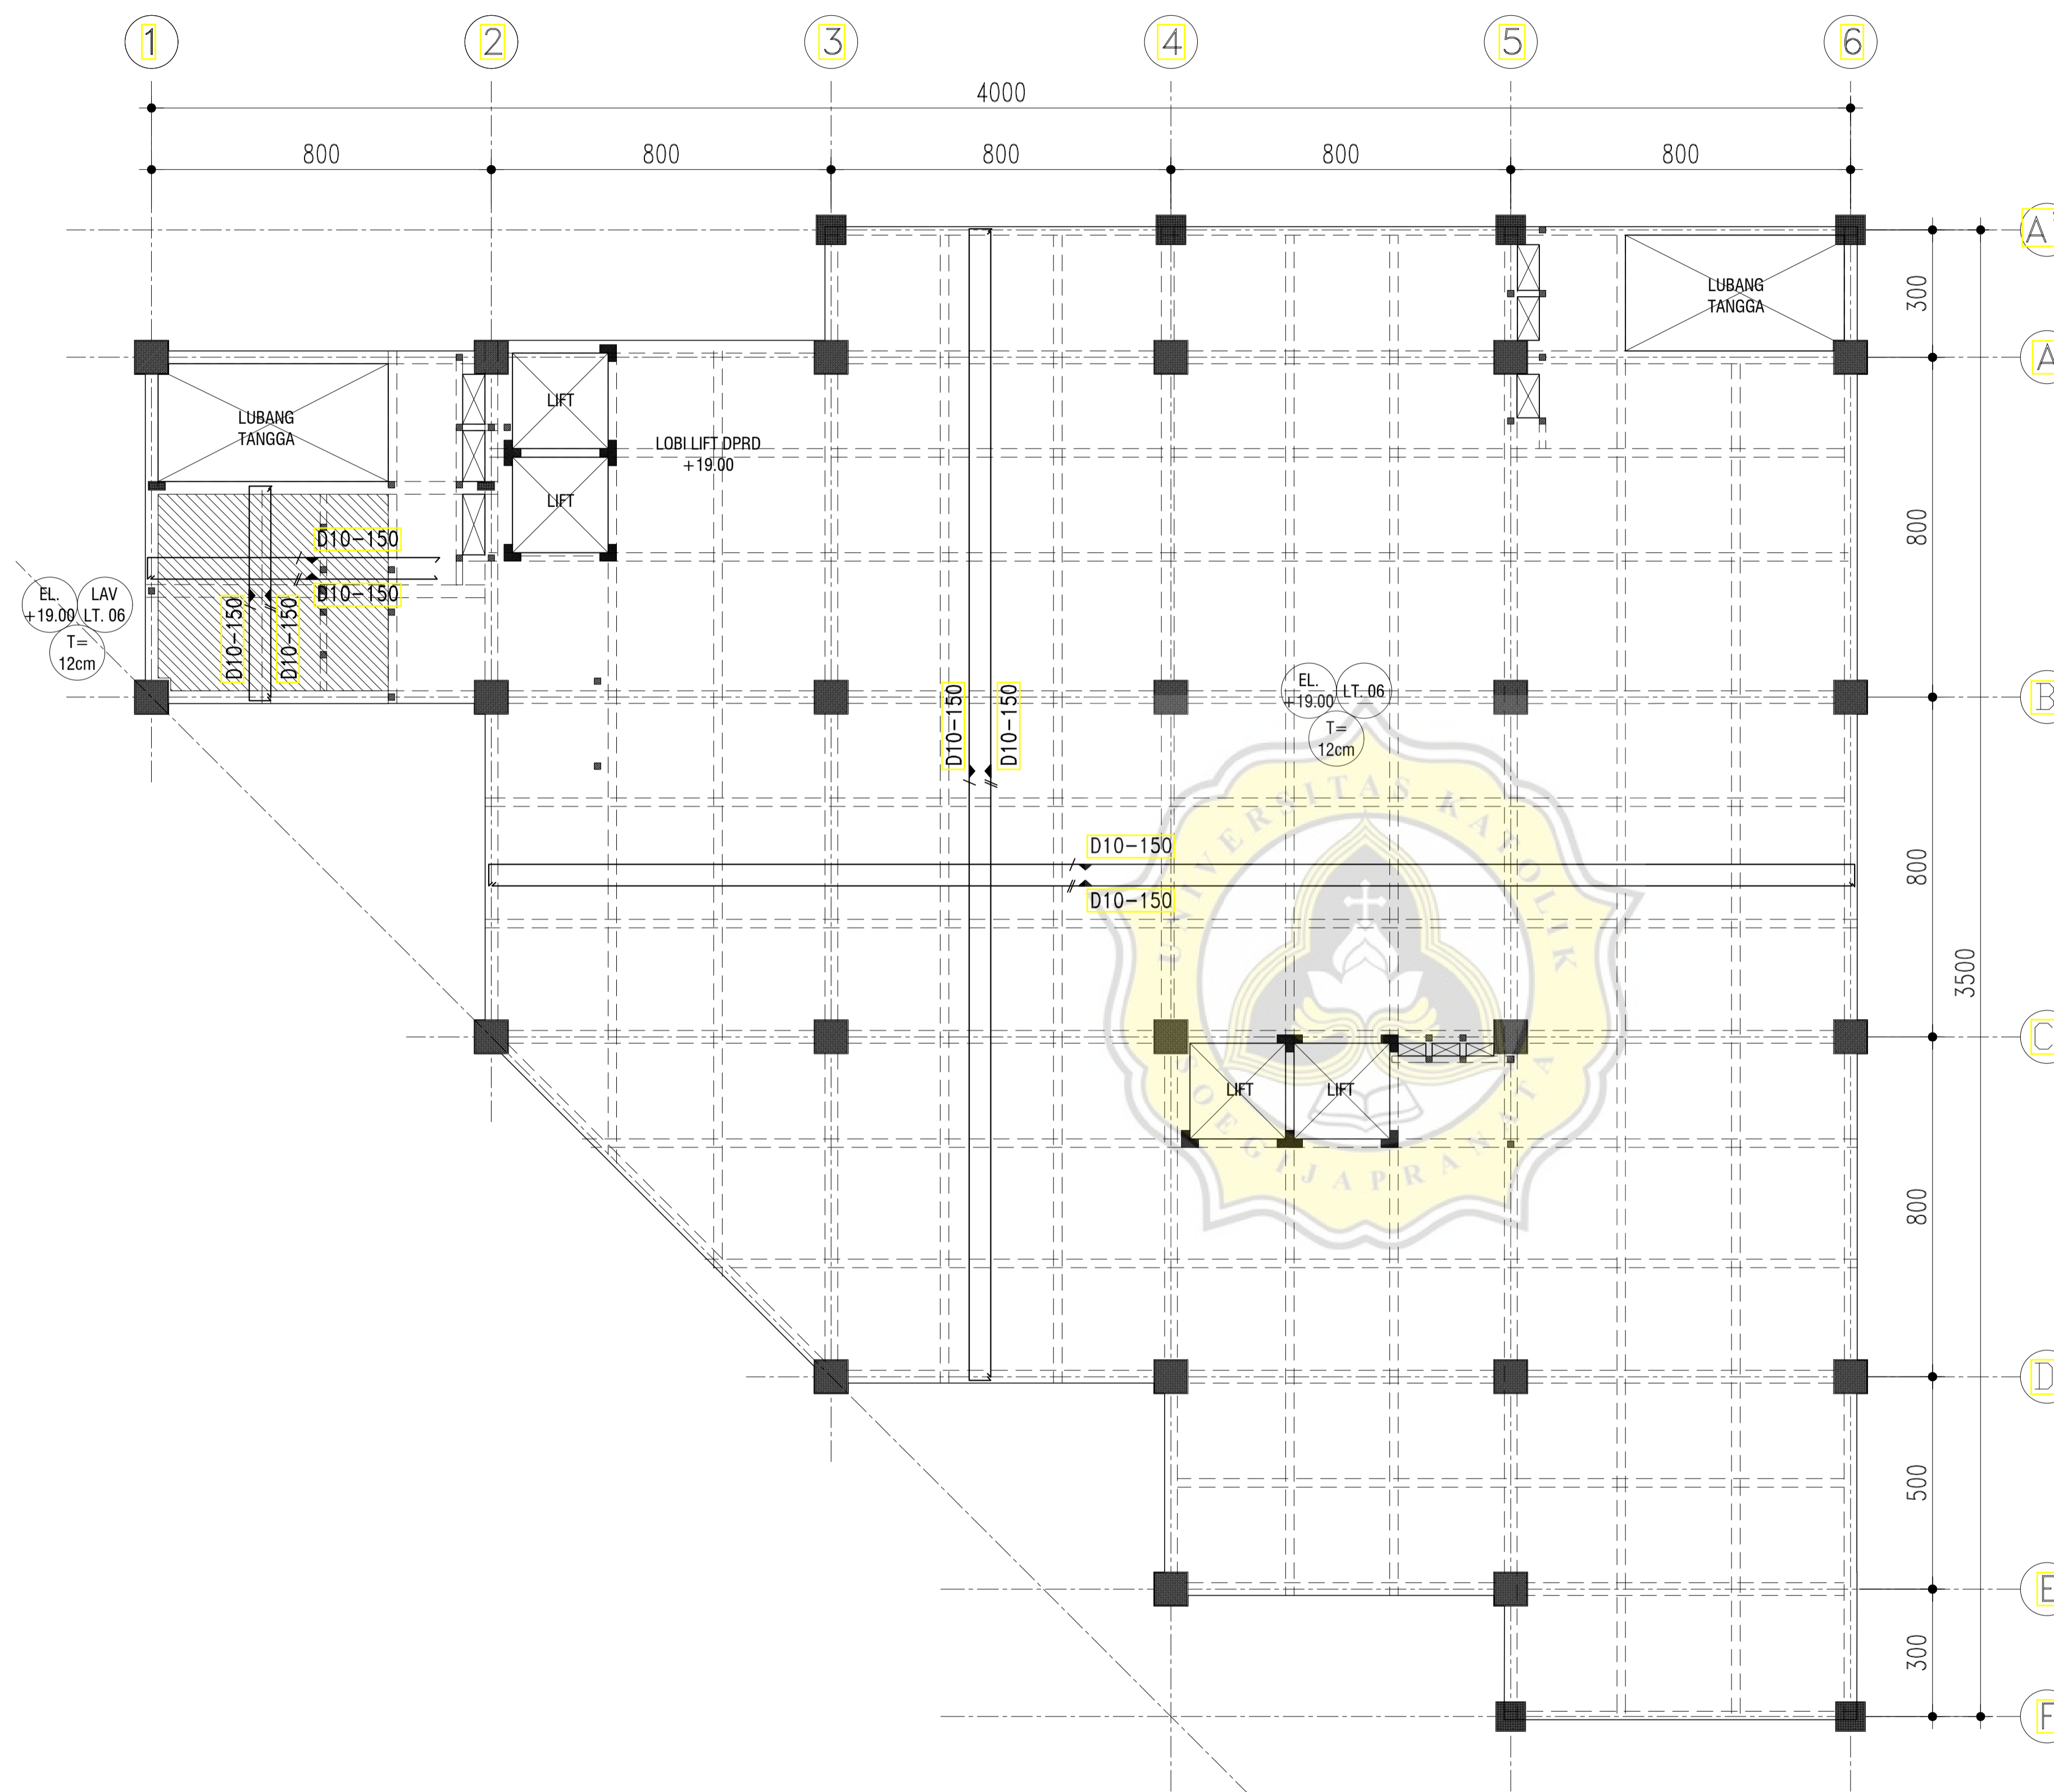 1 2 3 4 5 6
4000
800 800 800 800 800
A'
300
LUBANG
TANGGA
A
LUBANG
TANGGA
LIFT
LOBI LIFT DPRD
+19.00
LIFT
800
D10-150
D10-150
D10-150
D10-150
EL.
+19.00
LAV
LT. 06
T=
12cm
B
D10-150
D10-150
EL.
+19.00
LT. 06
T=
12cm
D10-150
D10-150
800
3500
UNIVERSITAS KATOLIK
SOEGIJAPRANATA
C
LIFT
LIFT
800
D
500
E
300
F